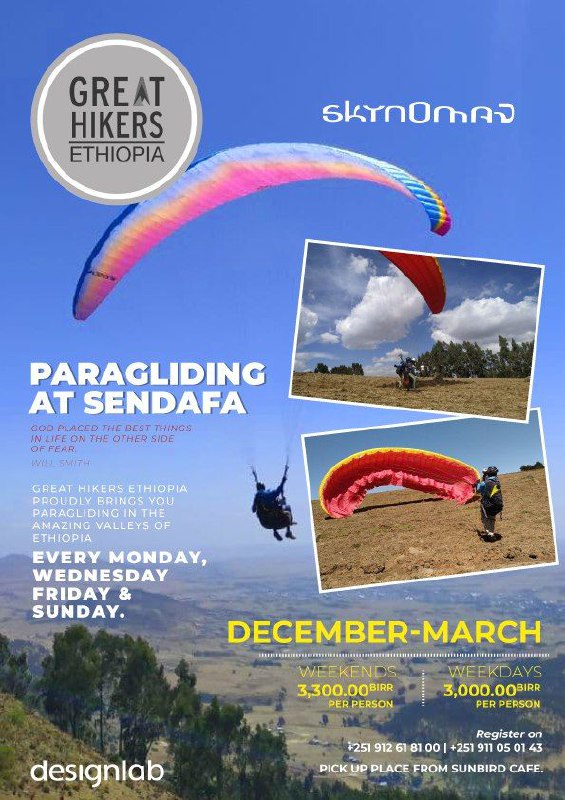 GREAT
HIKERS
ETHIOPIA
SKYNOMAD
PARAGLIDING
AT SENDAFA
GOD PLACED THE BEST THINGS
IN LIFE ON THE OTHER SIDE
OF FEAR.
WILL SMITH
GREAT HIKERS ETHIOPIA
PROUDLY BRINGS YOU
PARAGLIDING IN THE
AMAZING VALLEYS OF
ETHIOPIA
EVERY MONDAY,
WEDNESDAY
FRIDAY &
SUNDAY.
DECEMBER-MARCH
WEEKENDS
3,300.00BIRR
PER PERSON
WEEKDAYS
3,000.00BIRR
PER PERSON
Register on
+251 912 61 81 00 | +251 911 05 01 43
PICK UP PLACE FROM SUNBIRD CAFE.
designlab